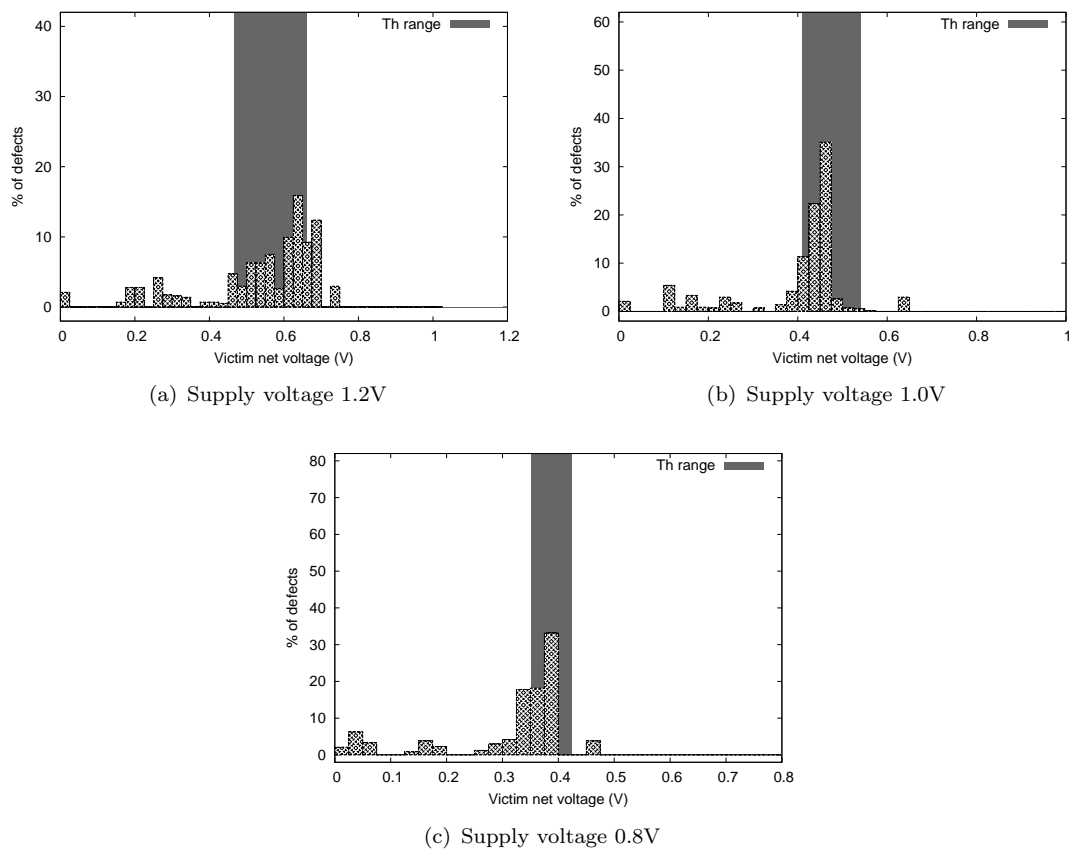 40
30
20
10
0
% of defects
Th range
0 0.2 0.4 0.6 0.8 1 1.2
Victim net voltage (V)
(a) Supply voltage 1.2V
60
50
40
30
20
10
0
% of defects
Th range
0 0.2 0.4 0.6 0.8 1
Victim net voltage (V)
(b) Supply voltage 1.0V
80
70
60
50
40
30
20
10
0
% of defects
Th range
0 0.1 0.2 0.3 0.4 0.5 0.6 0.7 0.8
Victim net voltage (V)
(c) Supply voltage 0.8V